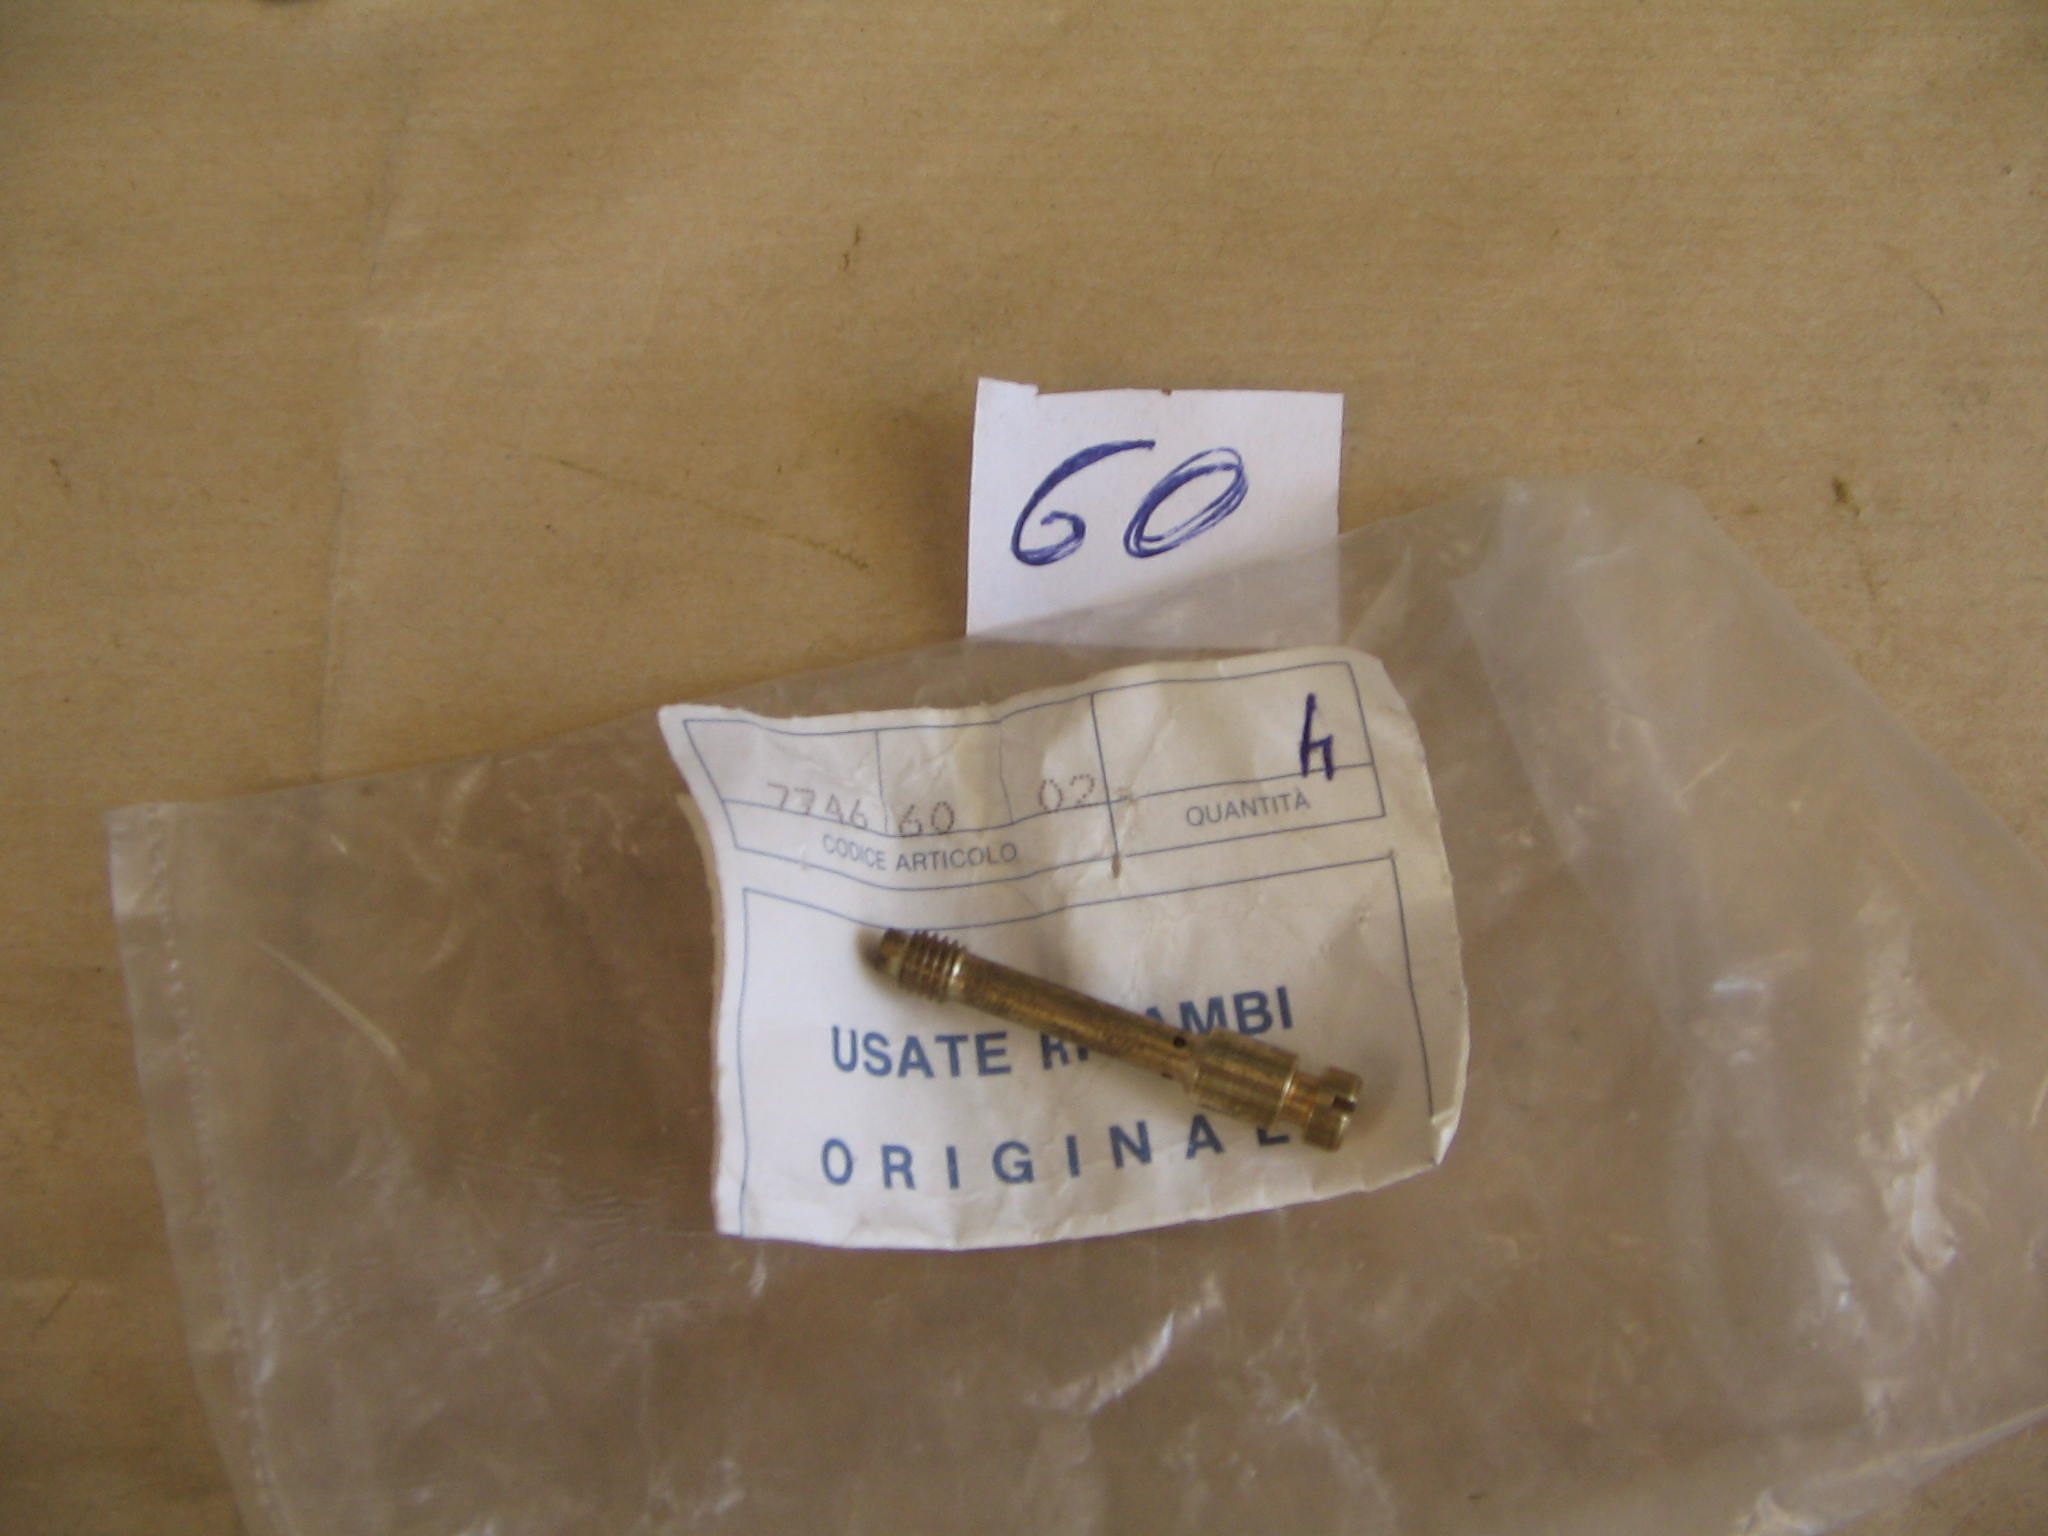 60
7746 60 02
4
CODICE ARTICOLO
QUANTITÀ
USATE
ORIGINAL